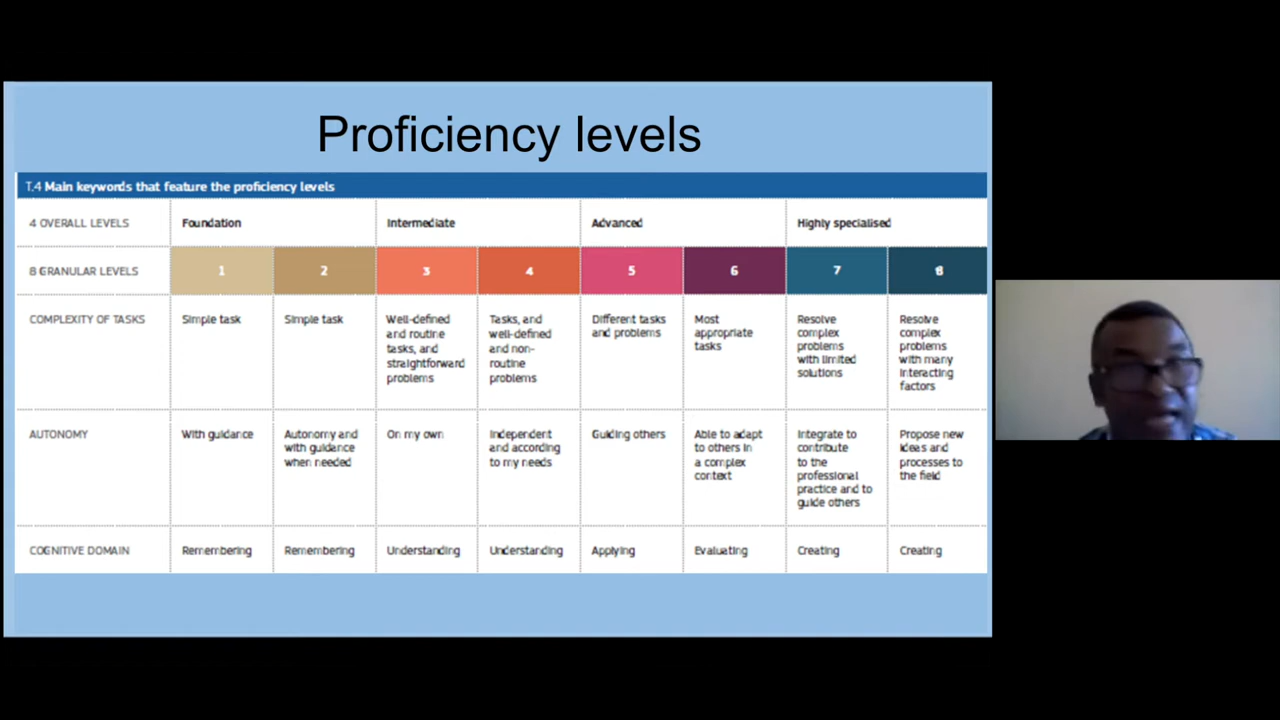 Proficiency levels
T.4 Main keywords that feature the proficiency levels
4 OVERALL LEVELS Foundation Intermediate Advanced Highly specialised
8 GRANULAR LEVELS 1 2 3 4 5 6 7 8
COMPLEXITY OF TASKS
Simple task
Simple task
Well-defined
and routine
tasks, and
straightforward
problems
Tasks, and
well-defined
and non-
routine
problems
Different tasks
and problems
Most
appropriate
tasks
Resolve
complex
problems
with limited
solutions
Resolve
complex
problems
with many
interacting
factors
AUTONOMY
With guidance
Autonomy and
with guidance
when needed
On my own
Independent
and according
to my needs
Guiding others
Able to adapt
to others in
a complex
context
Integrate to
contribute
to the
professional
practice and to
guide others
Propose new
ideas and
processes to
the field
COGNITIVE DOMAIN Remembering Remembering Understanding Understanding Applying Evaluating Creating Creating